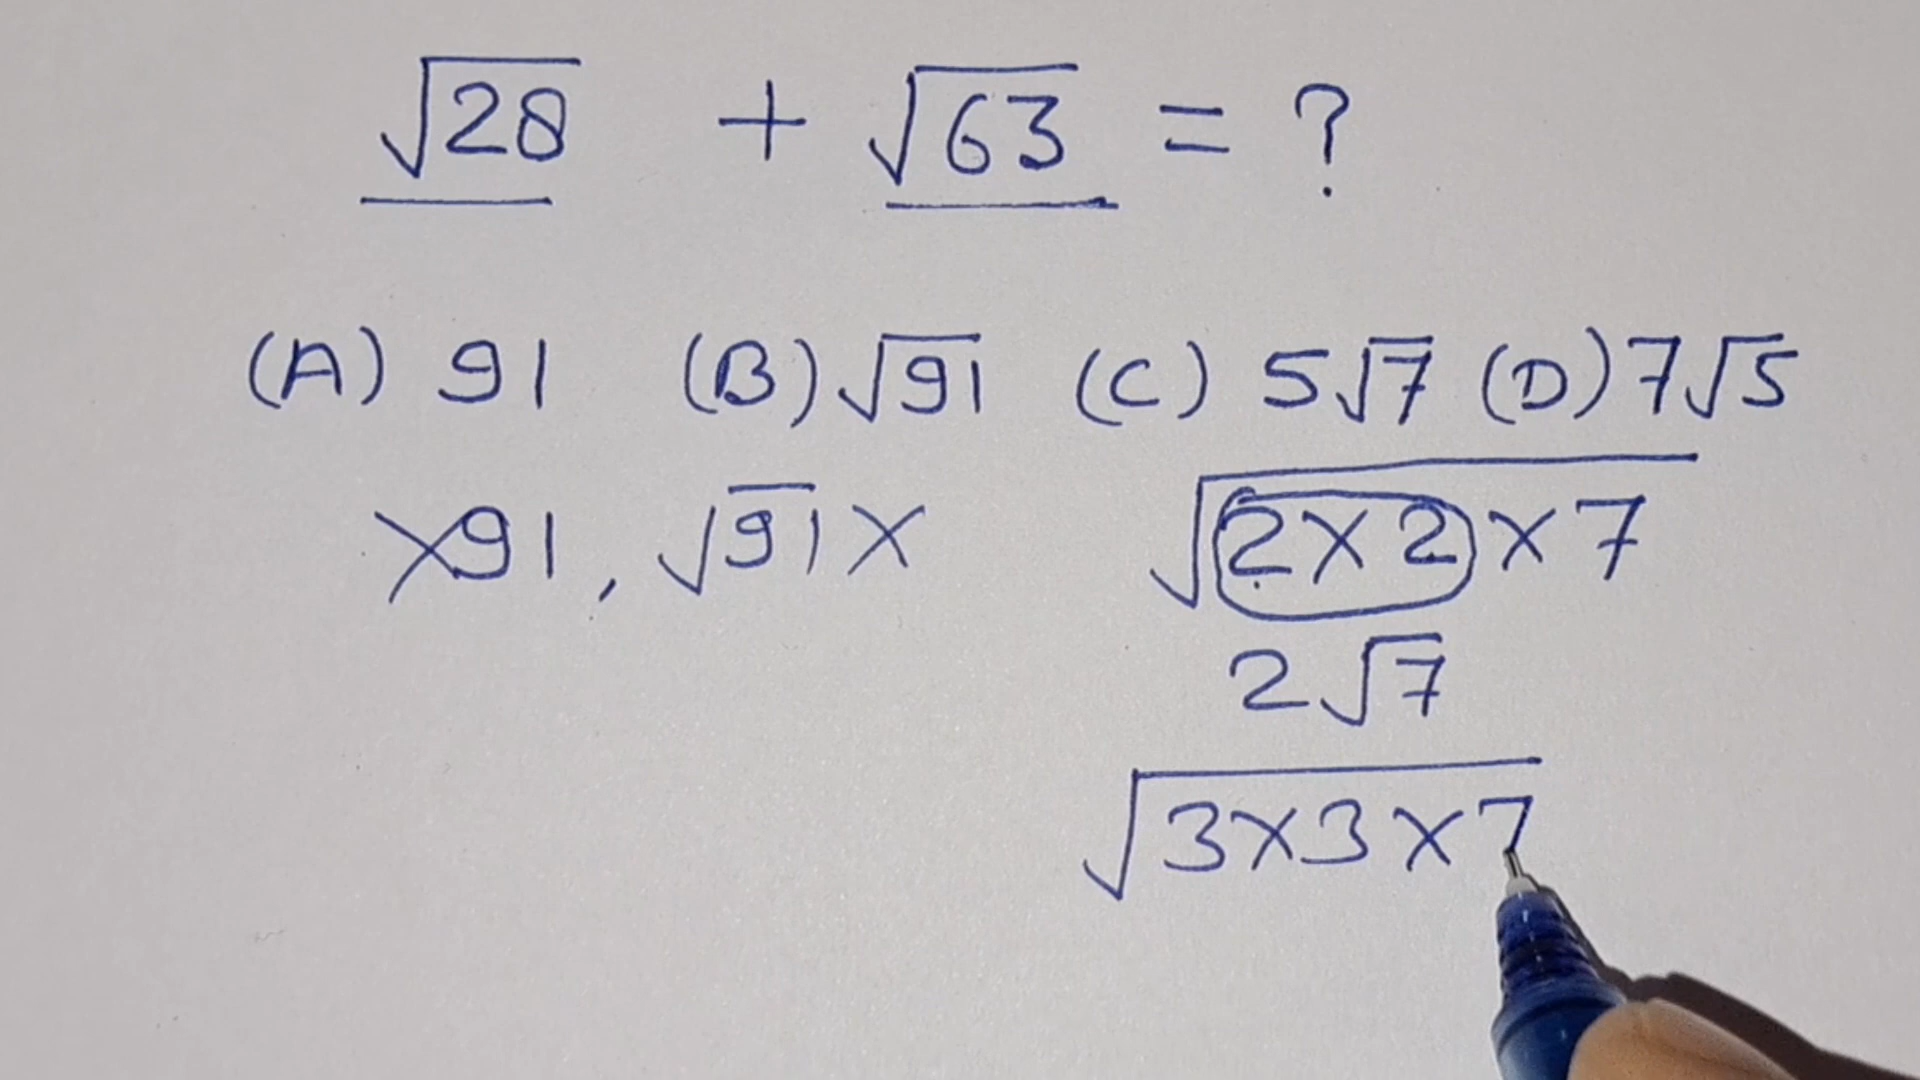 √28 + √63 = ?
(A) 91 (B) √91 (C) 5√7 (D) 7√5
×91, √91 × √2×2×7
2√7
√3×3×7